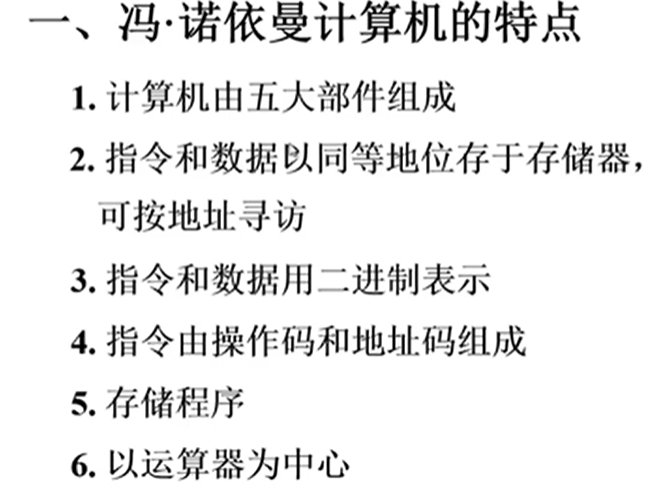 一、冯·诺依曼计算机的特点
1. 计算机由五大部件组成
2. 指令和数据以同等地位存于存储器，
可按地址寻访
3. 指令和数据用二进制表示
4. 指令由操作码和地址码组成
5. 存储程序
6. 以运算器为中心